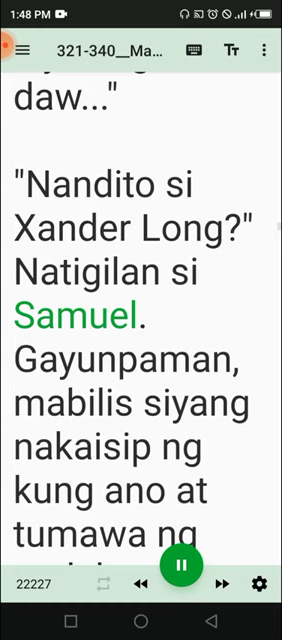 1:48 PM
321-340__Ma...
TT
daw..."
"Nandito si
Xander Long?"
Natigilan si
Samuel.
Gayunpaman,
mabilis siyang
nakaisip ng
kung ano at
tumawa ng
22227